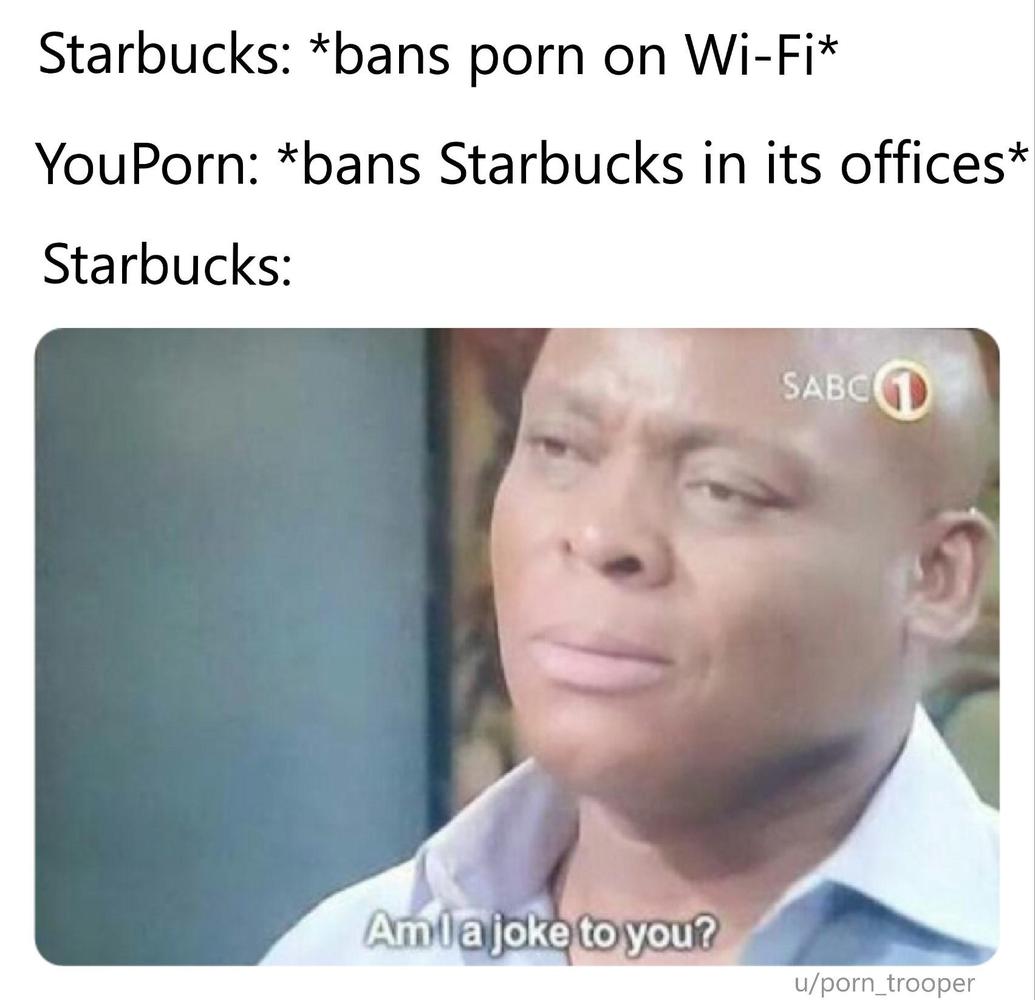 Starbucks: *bans porn on Wi-Fi*
YouPorn: *bans Starbucks in its offices*
Starbucks:
SABC 1
Am I a joke to you?
u/porn_trooper